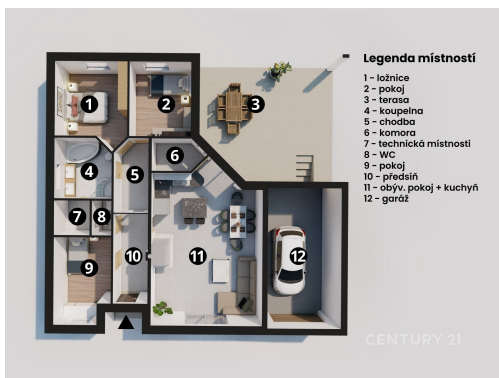 Legenda místností
1 - ložnice
2 - pokoj
3 - terasa
4 - koupelna
5 - chodba
6 - komora
7 - technická místnosti
8 - WC
9 - pokoj
10 - předsíň
11 - obýv. pokoj + kuchyň
12 - garáž
1
2
3
4
5
6
7
8
9
10
11
12
CENTURY 21